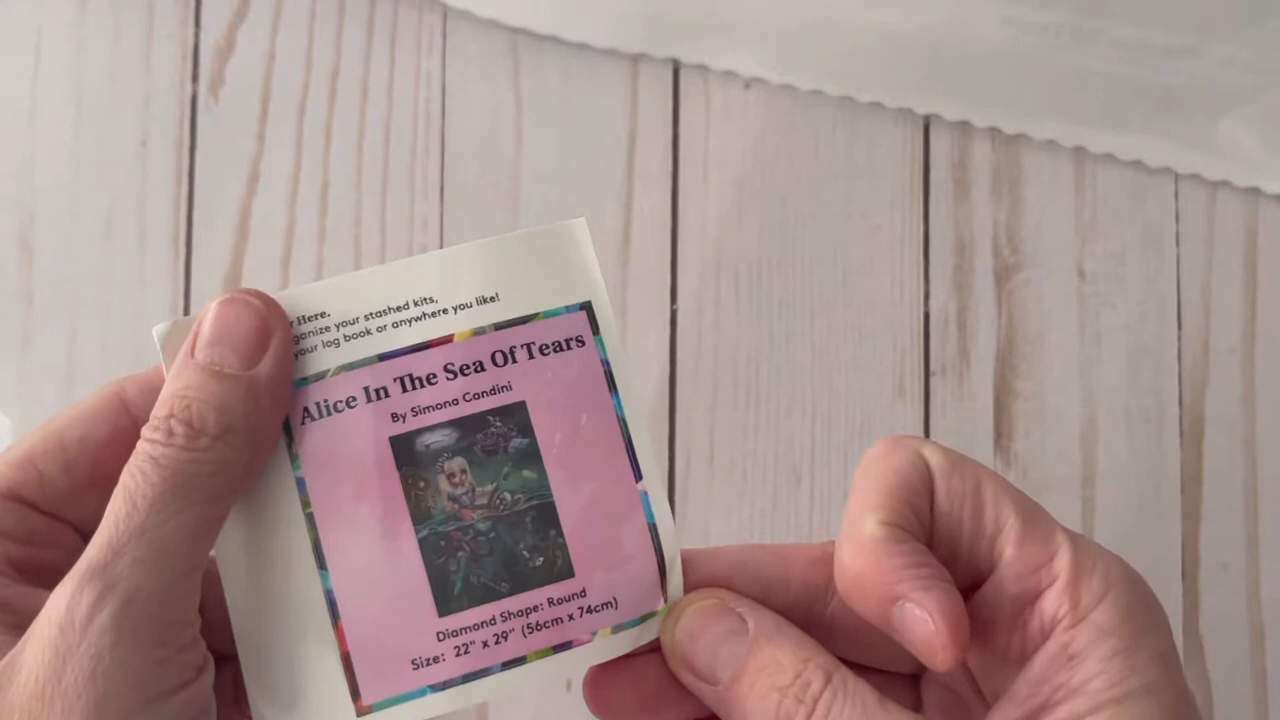 Here.
your stashed kits,
your log book or anywhere you like!
Alice In The Sea Of Tears
By Simona Candini
Diamond Shape: Round
Size: 22" x 29" (56cm x 74cm)